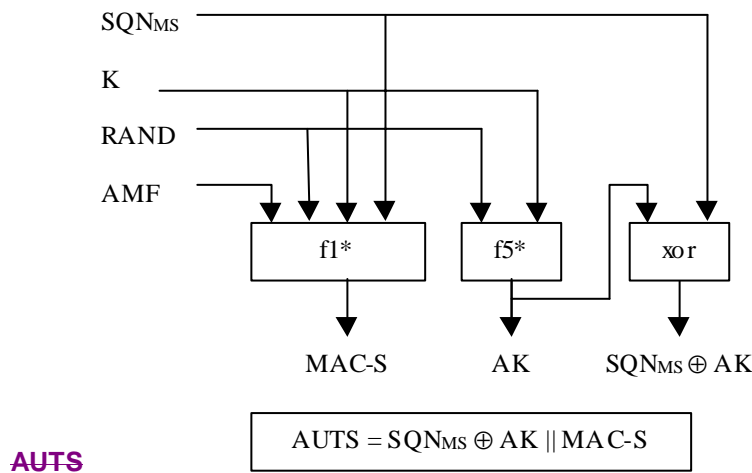 SQNMS
K
RAND
AMF
f1*
f5*
xor
MAC-S
AK
SQNMS ⊕ AK
AUTS = SQNMS ⊕ AK || MAC-S
AUTS